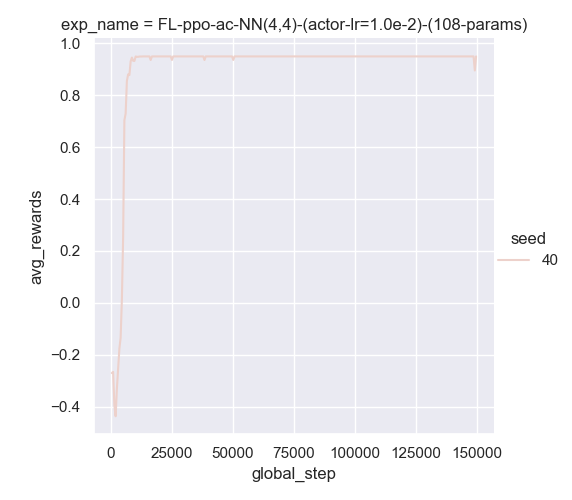 exp_name = FL-ppo-ac-NN(4,4)-(actor-lr=1.0e-2)-(108-params)
1.0
0.8
0.6
0.4
0.2
0.0
−0.2
−0.4
avg_rewards
0 25000 50000 75000 100000 125000 150000
global_step
seed
40